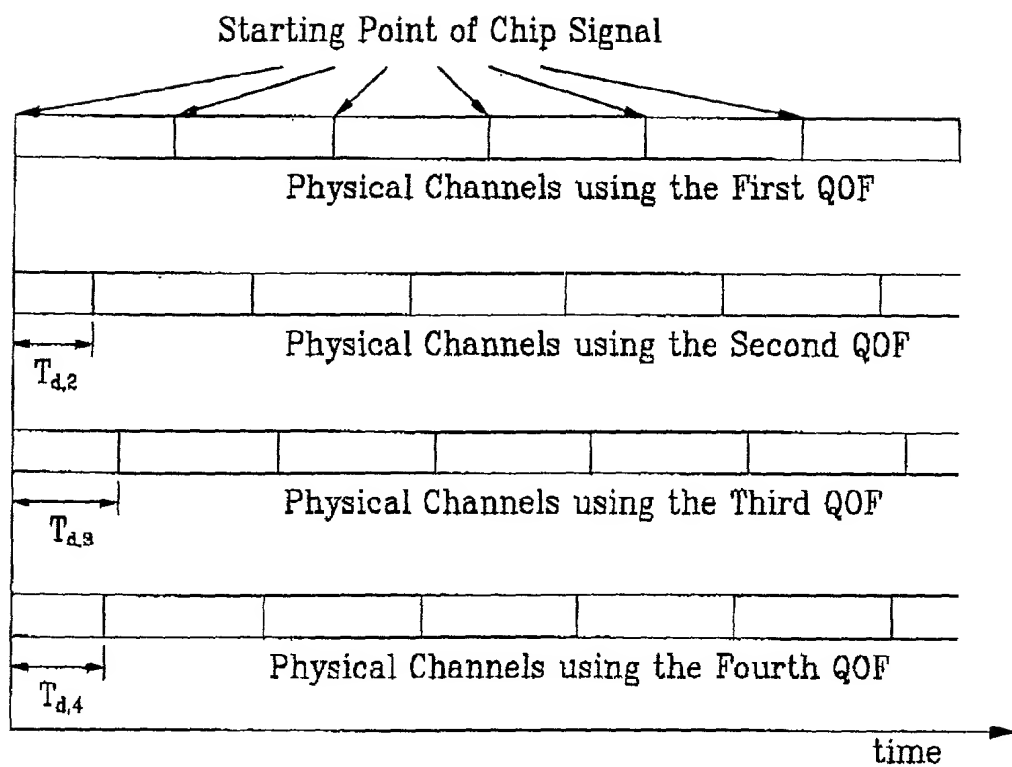 Starting Point of Chip Signal
Physical Channels using the First QOF
Physical Channels using the Second QOF
Td,2
Physical Channels using the Third QOF
Td,3
Physical Channels using the Fourth QOF
Td,4
time